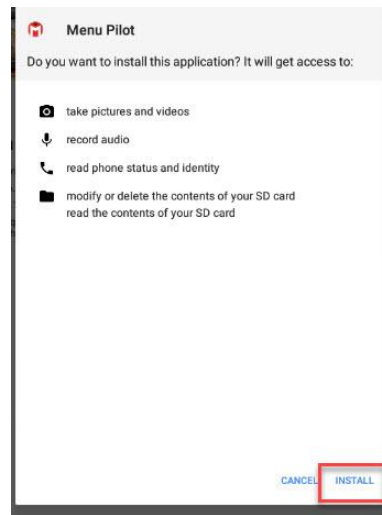 Menu Pilot
Do you want to install this application? It will get access to:
take pictures and videos
record audio
read phone status and identity
modify or delete the contents of your SD card
read the contents of your SD card
CANCEL INSTALL